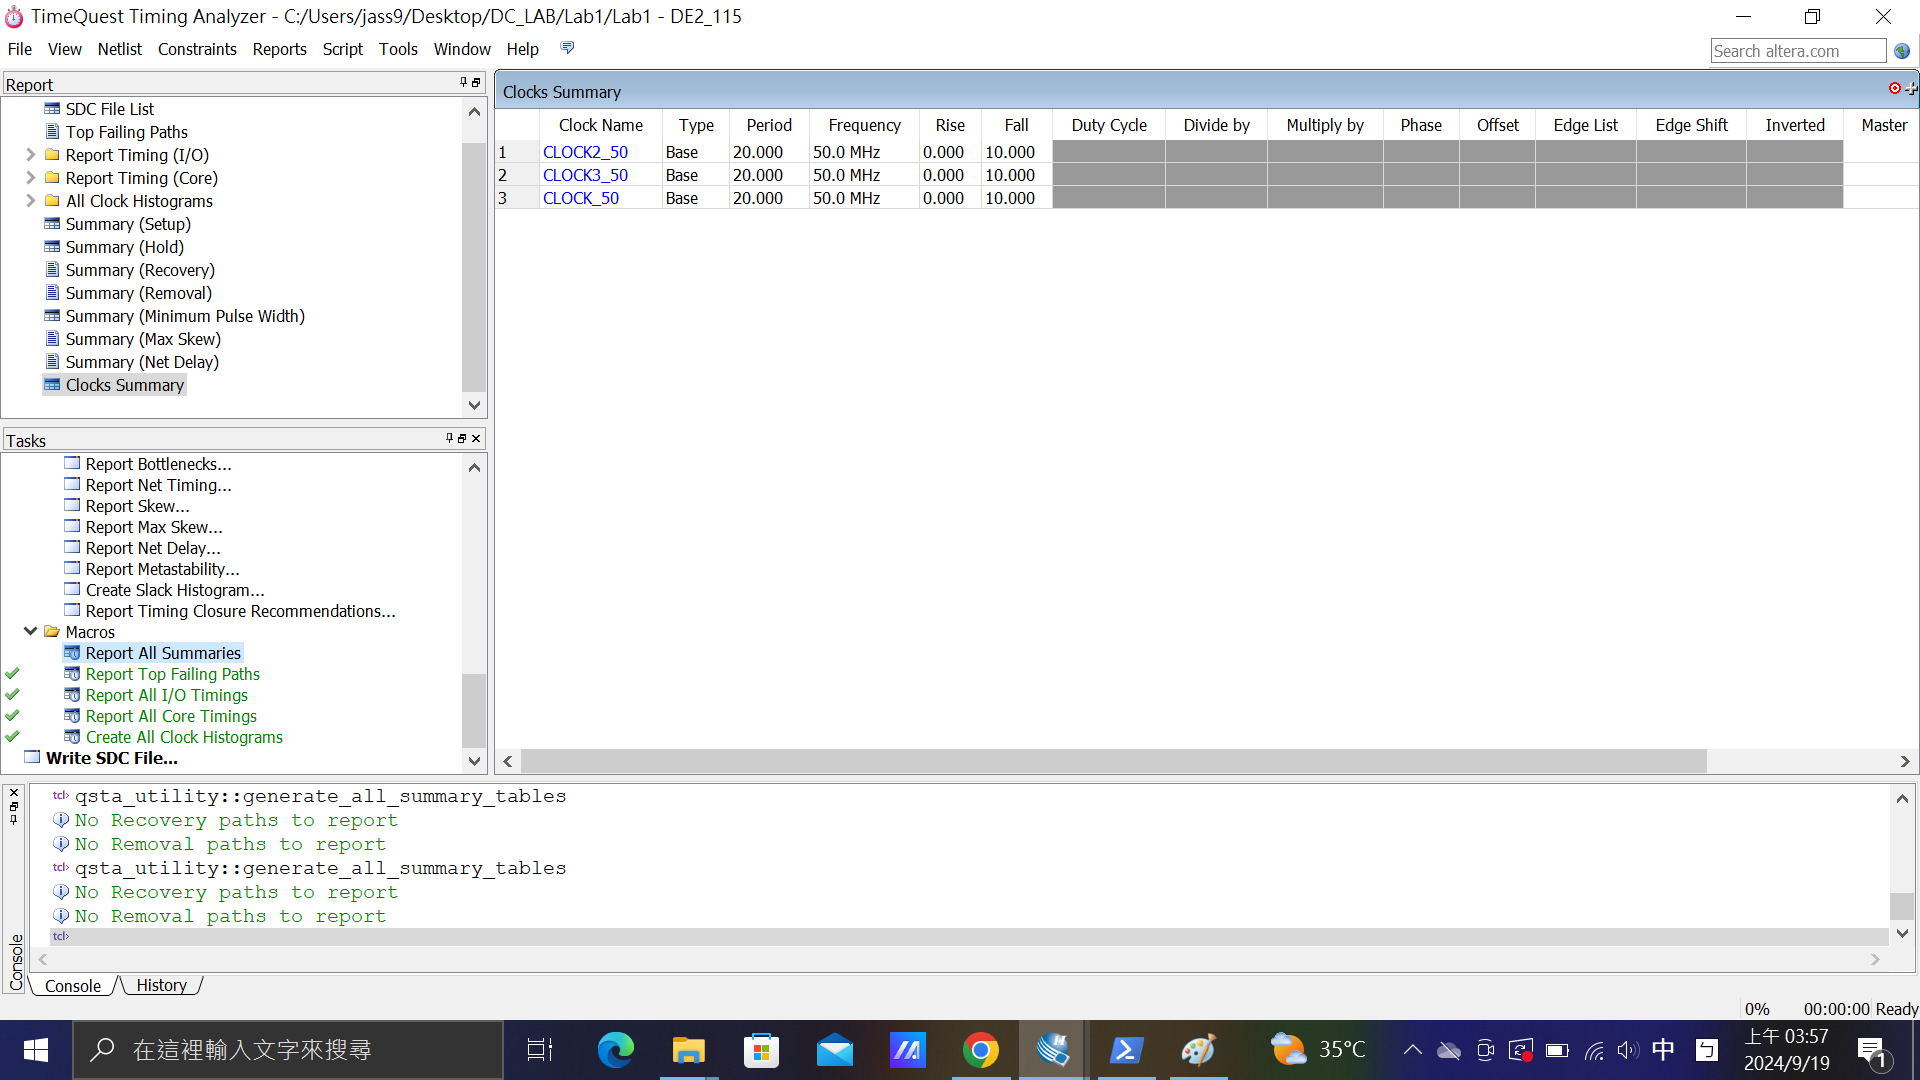 TimeQuest Timing Analyzer - C:/Users/jass9/Desktop/DC_LAB/Lab1/Lab1 - DE2_115
File View Netlist Constraints Reports Script Tools Window Help
Search altera.com
Report
SDC File List
Top Failing Paths
Report Timing (I/O)
Report Timing (Core)
All Clock Histograms
Summary (Setup)
Summary (Hold)
Summary (Recovery)
Summary (Removal)
Summary (Minimum Pulse Width)
Summary (Max Skew)
Summary (Net Delay)
Clocks Summary
Tasks
Report Bottlenecks...
Report Net Timing...
Report Skew...
Report Max Skew...
Report Net Delay...
Report Metastability...
Create Slack Histogram...
Report Timing Closure Recommendations...
Macros
Report All Summaries
Report Top Failing Paths
Report All I/O Timings
Report All Core Timings
Create All Clock Histograms
Write SDC File...
Clocks Summary
Clock Name Type Period Frequency Rise Fall Duty Cycle Divide by Multiply by Phase Offset Edge List Edge Shift Inverted Master
1 CLOCK2_50 Base 20.000 50.0 MHz 0.000 10.000
2 CLOCK3_50 Base 20.000 50.0 MHz 0.000 10.000
3 CLOCK_50 Base 20.000 50.0 MHz 0.000 10.000
tcl> qsta_utility::generate_all_summary_tables
No Recovery paths to report
No Removal paths to report
tcl> qsta_utility::generate_all_summary_tables
No Recovery paths to report
No Removal paths to report
tcl>
Console
Console History
0% 00:00:00 Ready
在這裡輸入文字來搜尋
35°C
中
ㄅ
上午 03:57
2024/9/19
1